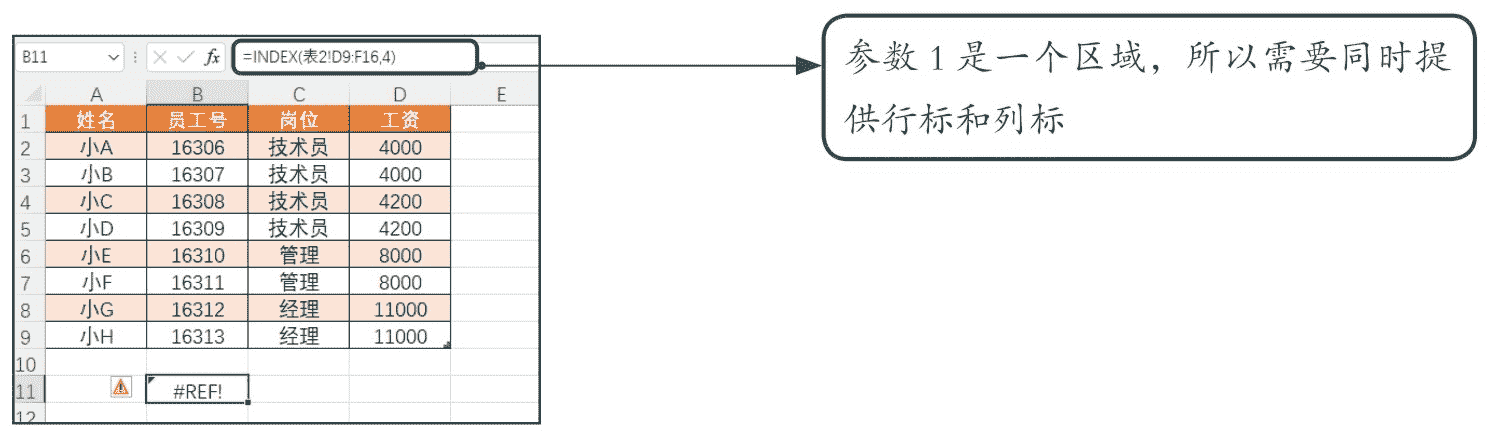 B11 fx =INDEX(表2!D9:F16,4)
A B C D E
1 姓名 员工号 岗位 工资
2 小A 16306 技术员 4000
3 小B 16307 技术员 4000
4 小C 16308 技术员 4200
5 小D 16309 技术员 4200
6 小E 16310 管理 8000
7 小F 16311 管理 8000
8 小G 16312 经理 11000
9 小H 16313 经理 11000
10
11 #REF!
12
参数1是一个区域，所以需要同时提
供行标和列标